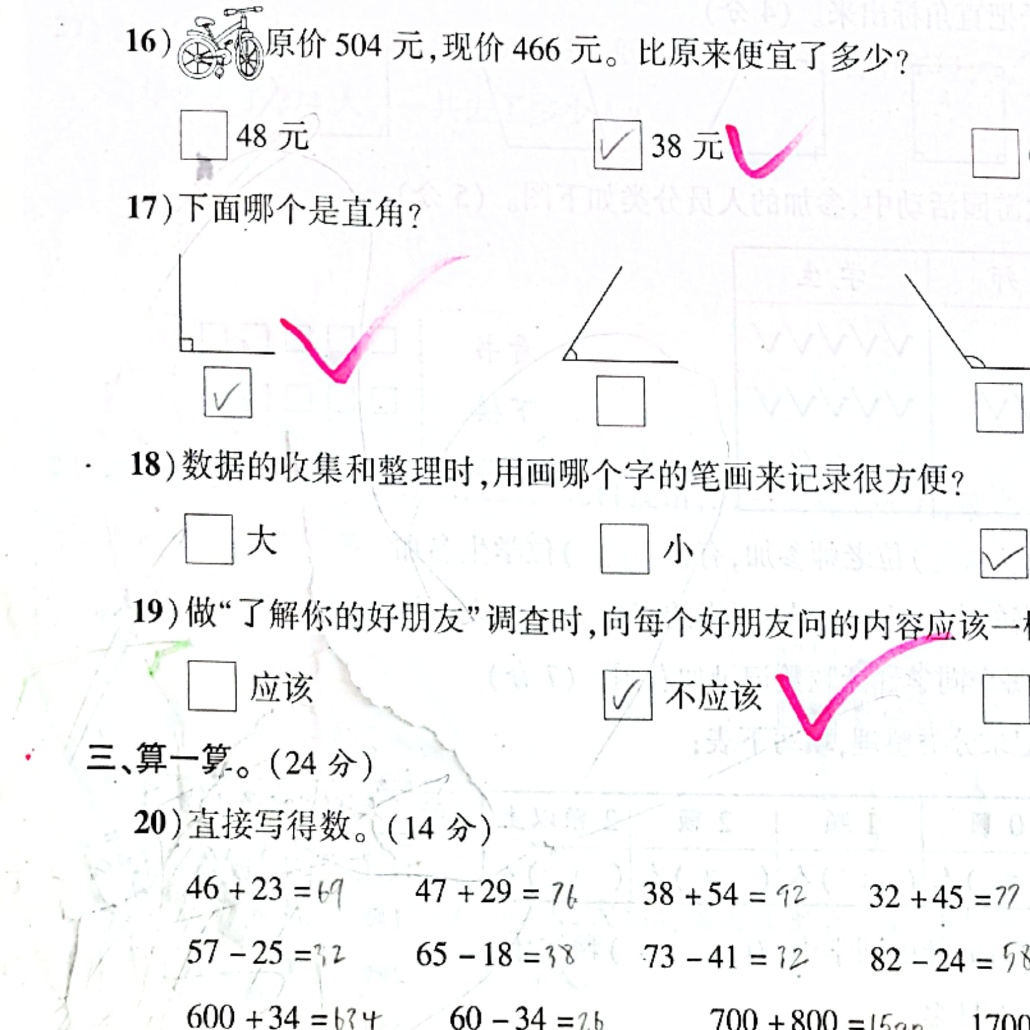 16) 原价 504 元,现价 466 元。比原来便宜了多少?
48 元 38 元
17)下面哪个是直角?
18)数据的收集和整理时,用画哪个字的笔画来记录很方便?
大 小
19)做“了解你的好朋友”调查时,向每个好朋友问的内容应该一
应该 不应该
三、算一算。(24 分)
20)直接写得数。(14 分)
46 + 23 = 69 47 + 29 = 76 38 + 54 = 92 32 + 45 = 77
57 - 25 = 32 65 - 18 = 38 73 - 41 = 32 82 - 24 = 58
600 + 34 = 634 60 - 34 = 26 700 + 800 = 1500 1700